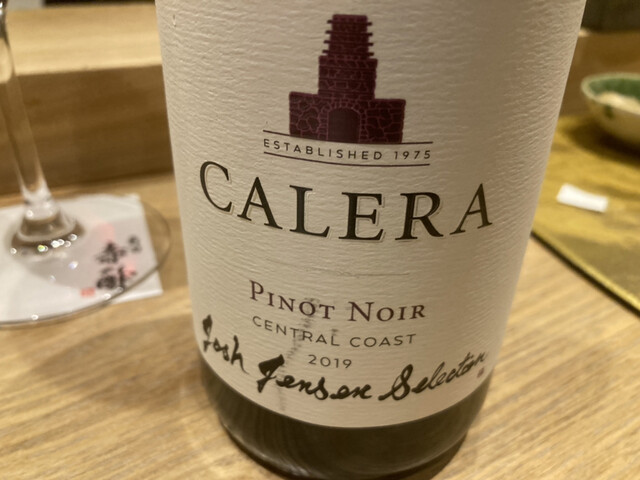 ESTABLISHED 1975
CALERA
PINOT NOIR
CENTRAL COAST
2019
Josh Jensen Selection